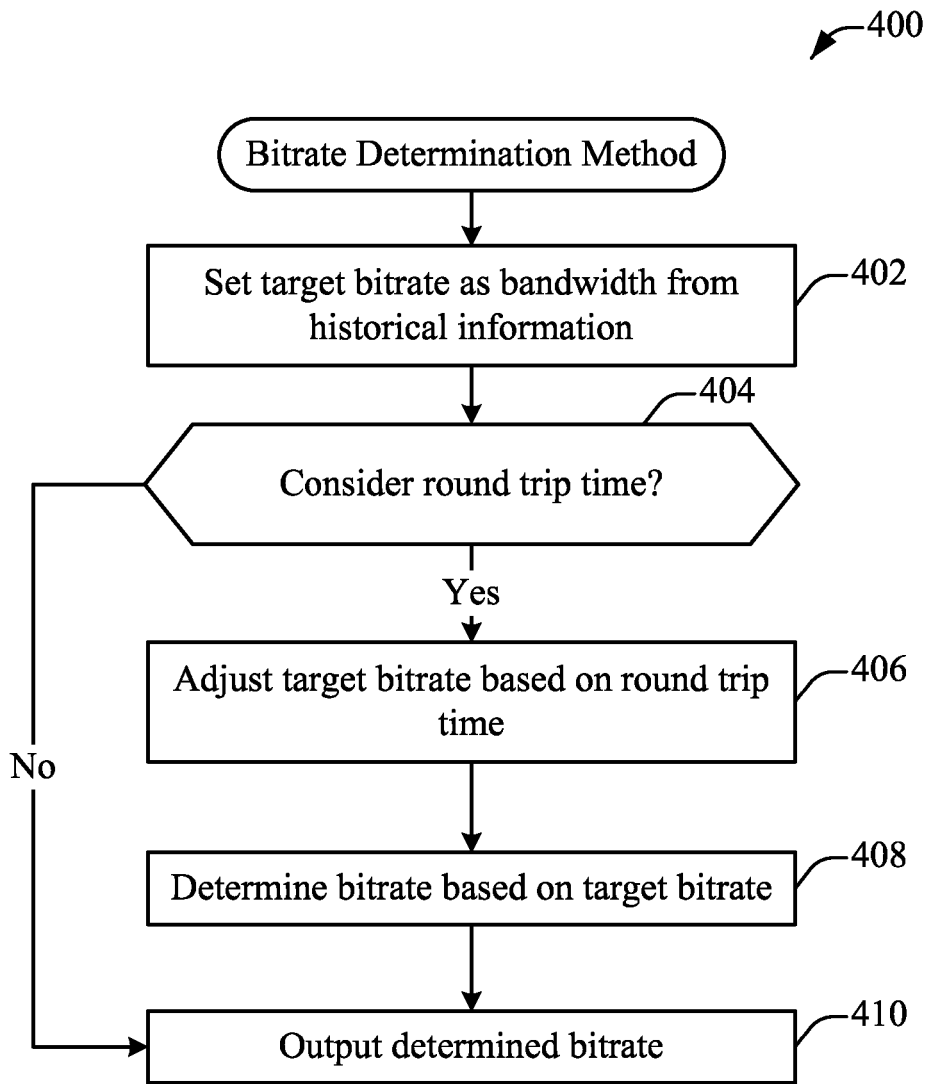 400
Bitrate Determination Method
Set target bitrate as bandwidth from
historical information
402
404
Consider round trip time?
Yes
Adjust target bitrate based on round trip
time
406
No
Determine bitrate based on target bitrate
408
Output determined bitrate
410